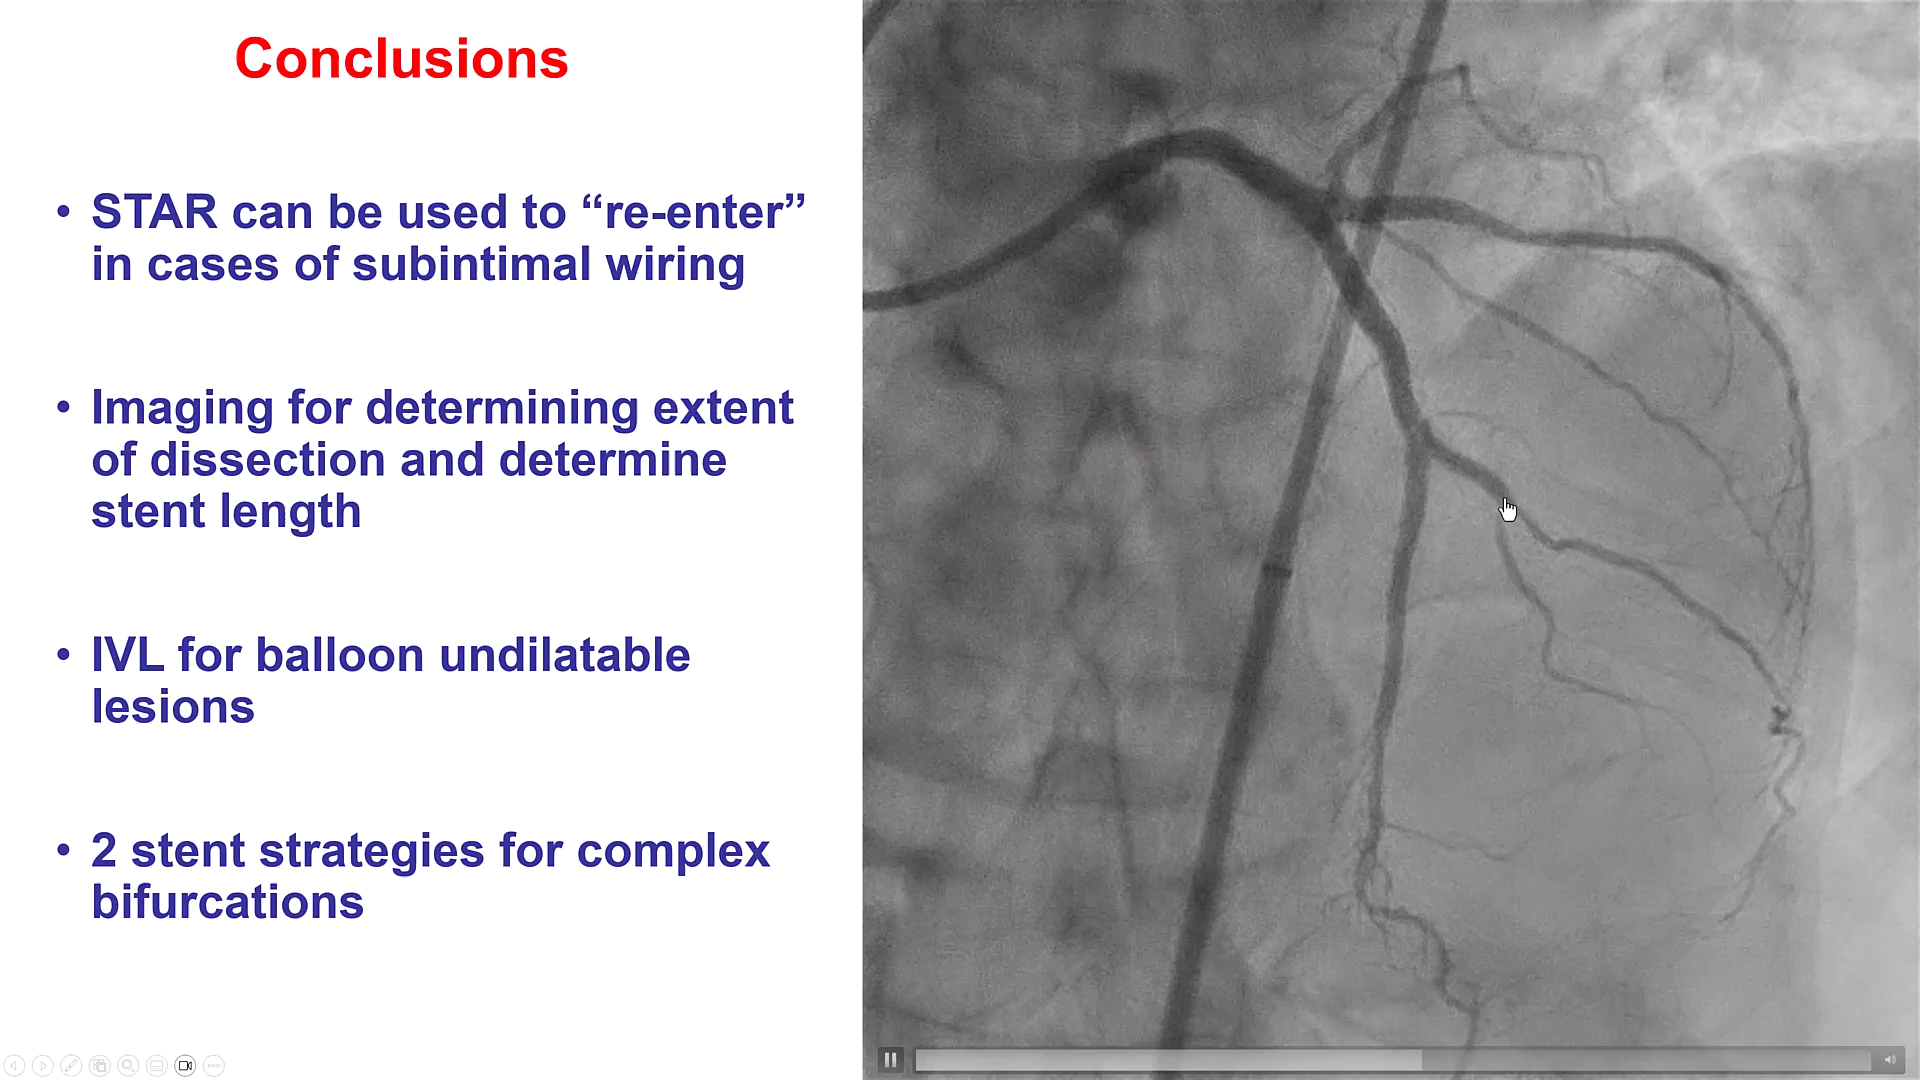 Conclusions
• STAR can be used to “re-enter”
in cases of subintimal wiring
• Imaging for determining extent
of dissection and determine
stent length
• IVL for balloon undilatable
lesions
• 2 stent strategies for complex
bifurcations